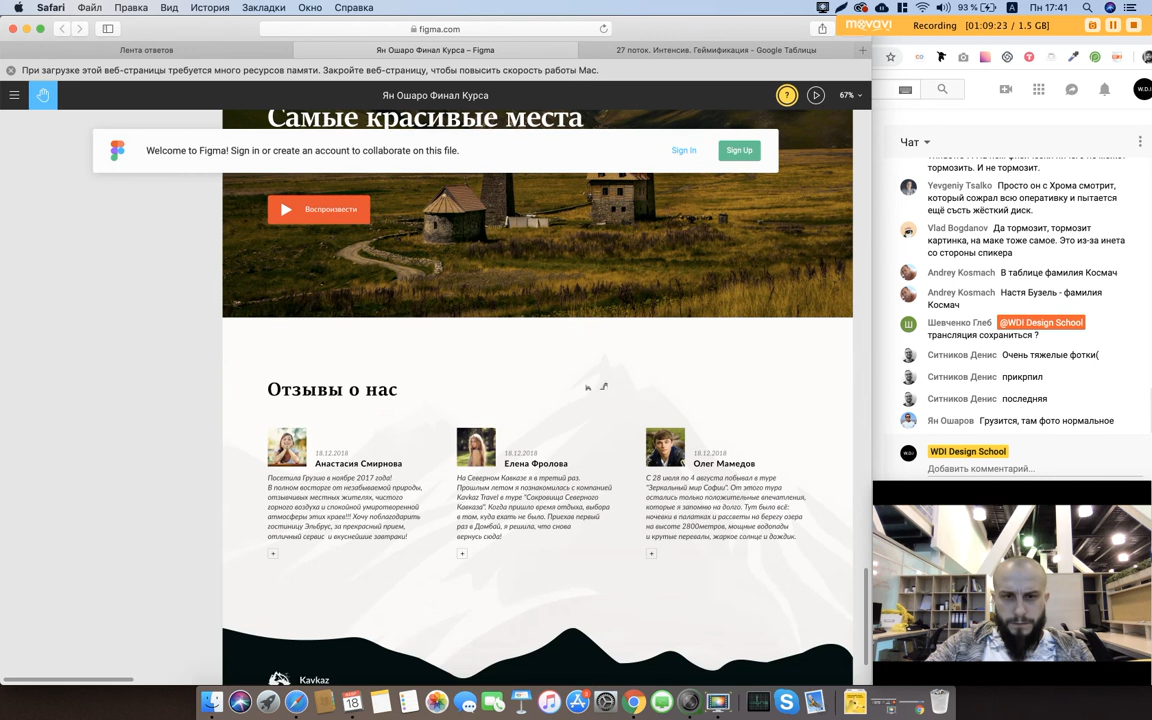 Safari Файл Правка Вид История Закладки Окно Справка
93 % Пн 17:41
Recording [01:09:23 / 1.5 GB]
movavi
figma.com
Лента ответов
Ян Ошаро Финал Курса – Figma
27 поток. Интенсив. Геймификация - Google Таблицы
При загрузке этой веб-страницы требуется много ресурсов памяти. Закройте веб-страницу, чтобы повысить скорость работы Mac.
Ян Ошаро Финал Курса
?
67%
Самые красивые места
Welcome to Figma! Sign in or create an account to collaborate on this file.
Sign In
Sign Up
Воспроизвести
Отзывы о нас
18.12.2018
Анастасия Смирнова
Посетила Грузию в ноябре 2017 года!
В полном восторге от незабываемой природы,
отзывчивых местных жителях, чистого
горного воздуха и спокойной умиротворенной
атмосферы этих краев!!! Хочу поблагодарить
гостиницу Эльбрус, за прекрасный прием,
отличный сервис и вкуснейшие завтраки!
+
18.12.2018
Елена Фролова
На Северном Кавказе я в третий раз.
Прошлым летом я познакомилась с компанией
Kavkaz Travel в туре "Сокровища Северного
Кавказа". Когда пришло время отдыха, выбора
в том, куда ехать не было. Приехав первый
раз в Домбай, я решила, что снова
вернусь сюда!
+
18.12.2018
Олег Мамедов
С 28 июля по 4 августа побывал в туре
"Зеркальный мир Софии". От этого тура
остались только положительные впечатления,
которые я запомню на долго. Тут было всё:
ночевки в палатках и рассветы на берегу озера
на высоте 2800метров, мощные водопады
и крутые перевалы, жаркое солнце и дождик.
+
Kavkaz
Чат
тормозить. И не тормозит.
Yevgeniy Tsalko Просто он с Хрома смотрит,
который сожрал всю оперативку и пытается
ещё състь жёсткий диск.
Vlad Bogdanov Да тормозит, тормозит
картинка, на маке тоже самое. Это из-за инета
со стороны спикера
Andrey Kosmach В таблице фамилия Космач
Andrey Kosmach Настя Бузель - фамилия
Космач
Ш
Шевченко Глеб @WDI Design School
трансляция сохраниться ?
Ситников Денис Очень тяжелые фотки(
Ситников Денис прикрпил
Ситников Денис последняя
Ян Ошаров Грузится, там фото нормальное
WDI Design School
Добавить комментарий...